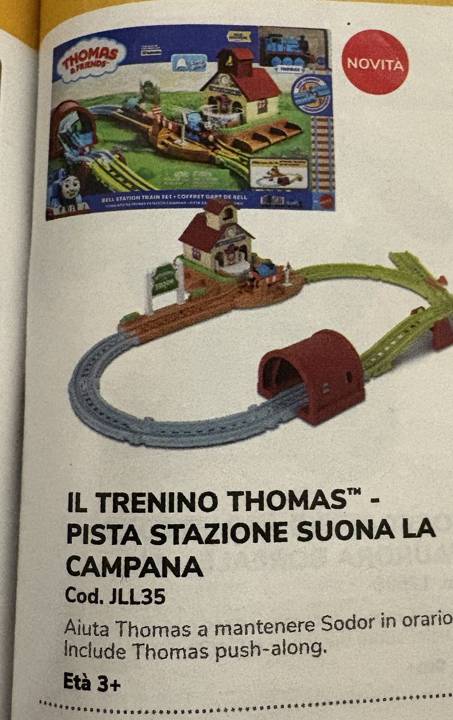 THOMAS
& FRIENDS
NOVITÀ
BELL STATION TRAIN SET • COFFRET GARE DE BELL
IL TRENINO THOMAS™ -
PISTA STAZIONE SUONA LA
CAMPANA
Cod. JLL35
Aiuta Thomas a mantenere Sodor in orario
Include Thomas push-along.
Età 3+